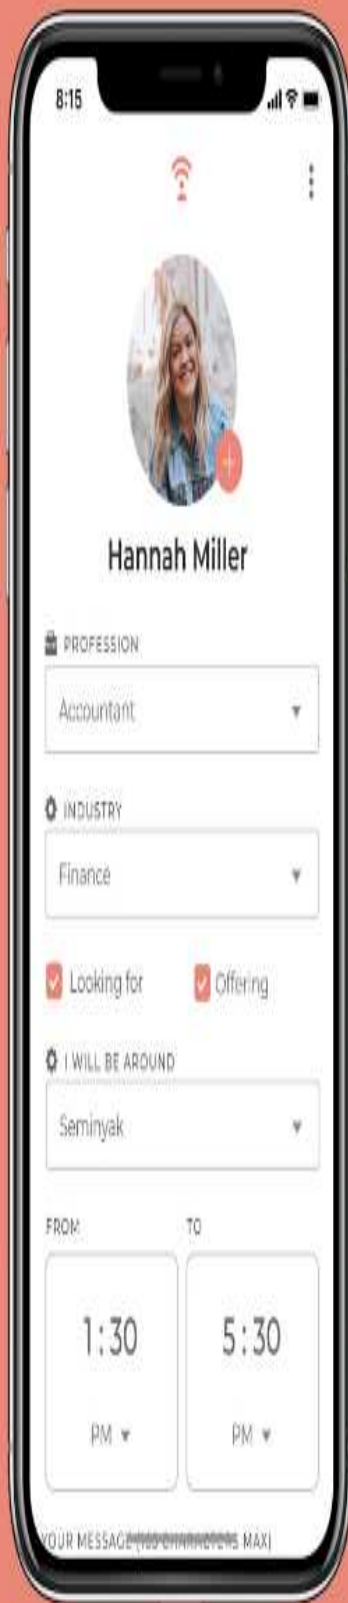 8:15
Hannah Miller
PROFESSION
Accountant
INDUSTRY
Finance
Looking for Offering
I WILL BE AROUND
Seminyak
FROM TO
1:30 5:30
PM PM
YOUR MESSAGE MAX)